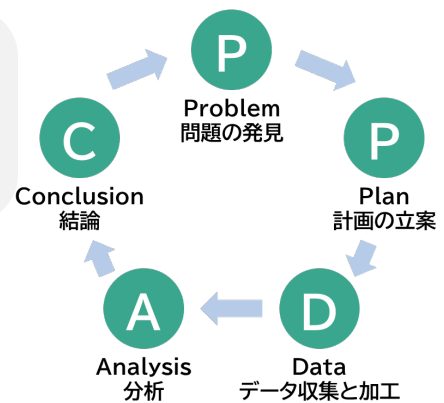 P
Problem
問題の発見
P
Plan
計画の立案
D
Data
データ収集と加工
A
Analysis
分析
C
Conclusion
結論